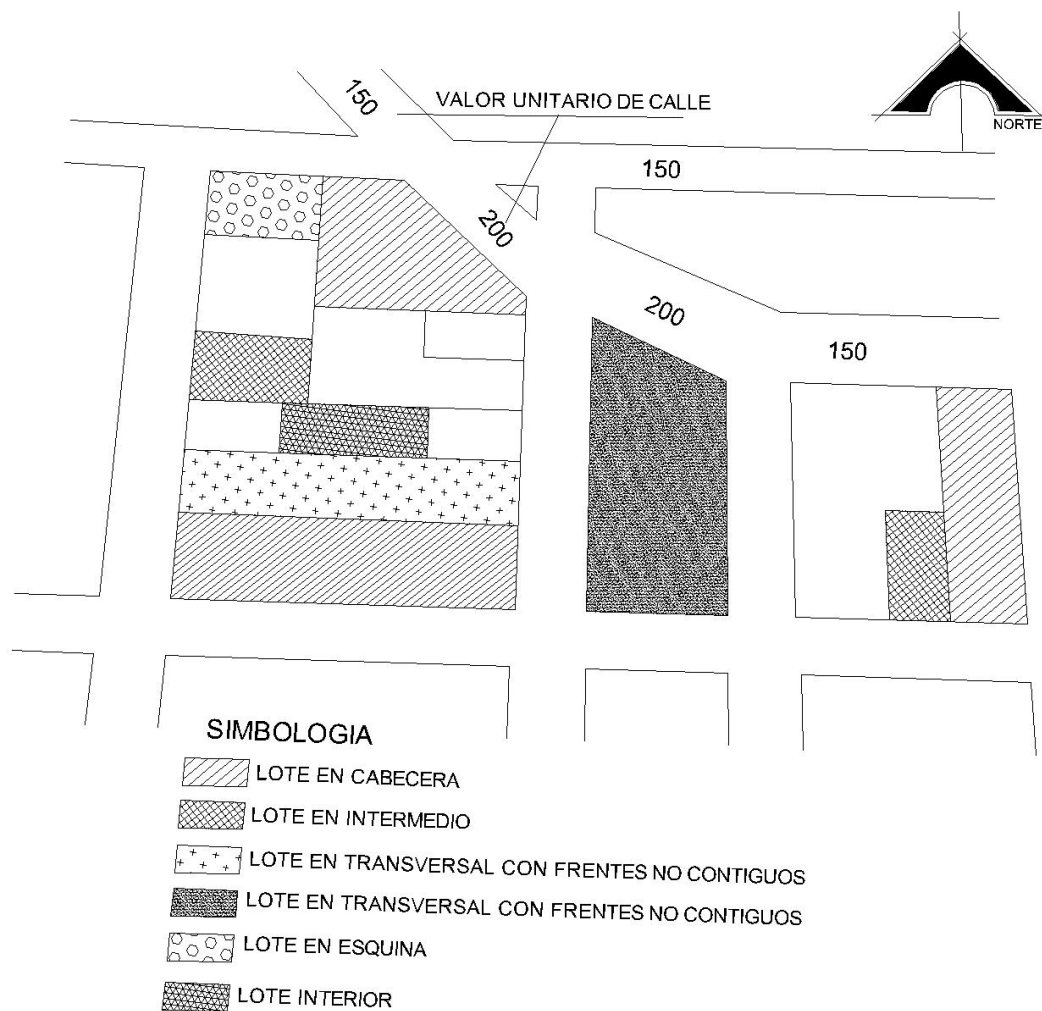 150
VALOR UNITARIO DE CALLE
NORTE
150
200
200
150
SIMBOLOGIA
LOTE EN CABECERA
LOTE EN INTERMEDIO
LOTE EN TRANSVERSAL CON FRENTES NO CONTIGUOS
LOTE EN TRANSVERSAL CON FRENTES NO CONTIGUOS
LOTE EN ESQUINA
LOTE INTERIOR